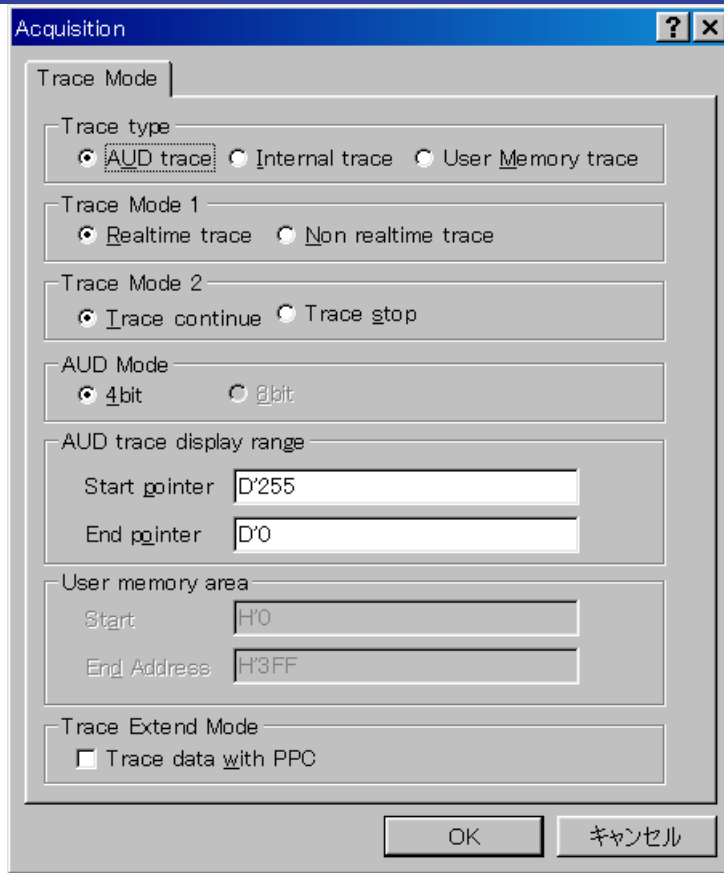 Acquisition
Trace Mode
Trace type
AUD trace Internal trace User Memory trace
Trace Mode 1
Realtime trace Non realtime trace
Trace Mode 2
Trace continue Trace stop
AUD Mode
4bit 8bit
AUD trace display range
Start pointer D'255
End pointer D'0
User memory area
Start H'0
End Address H'3FF
Trace Extend Mode
Trace data with PPC
OK キャンセル